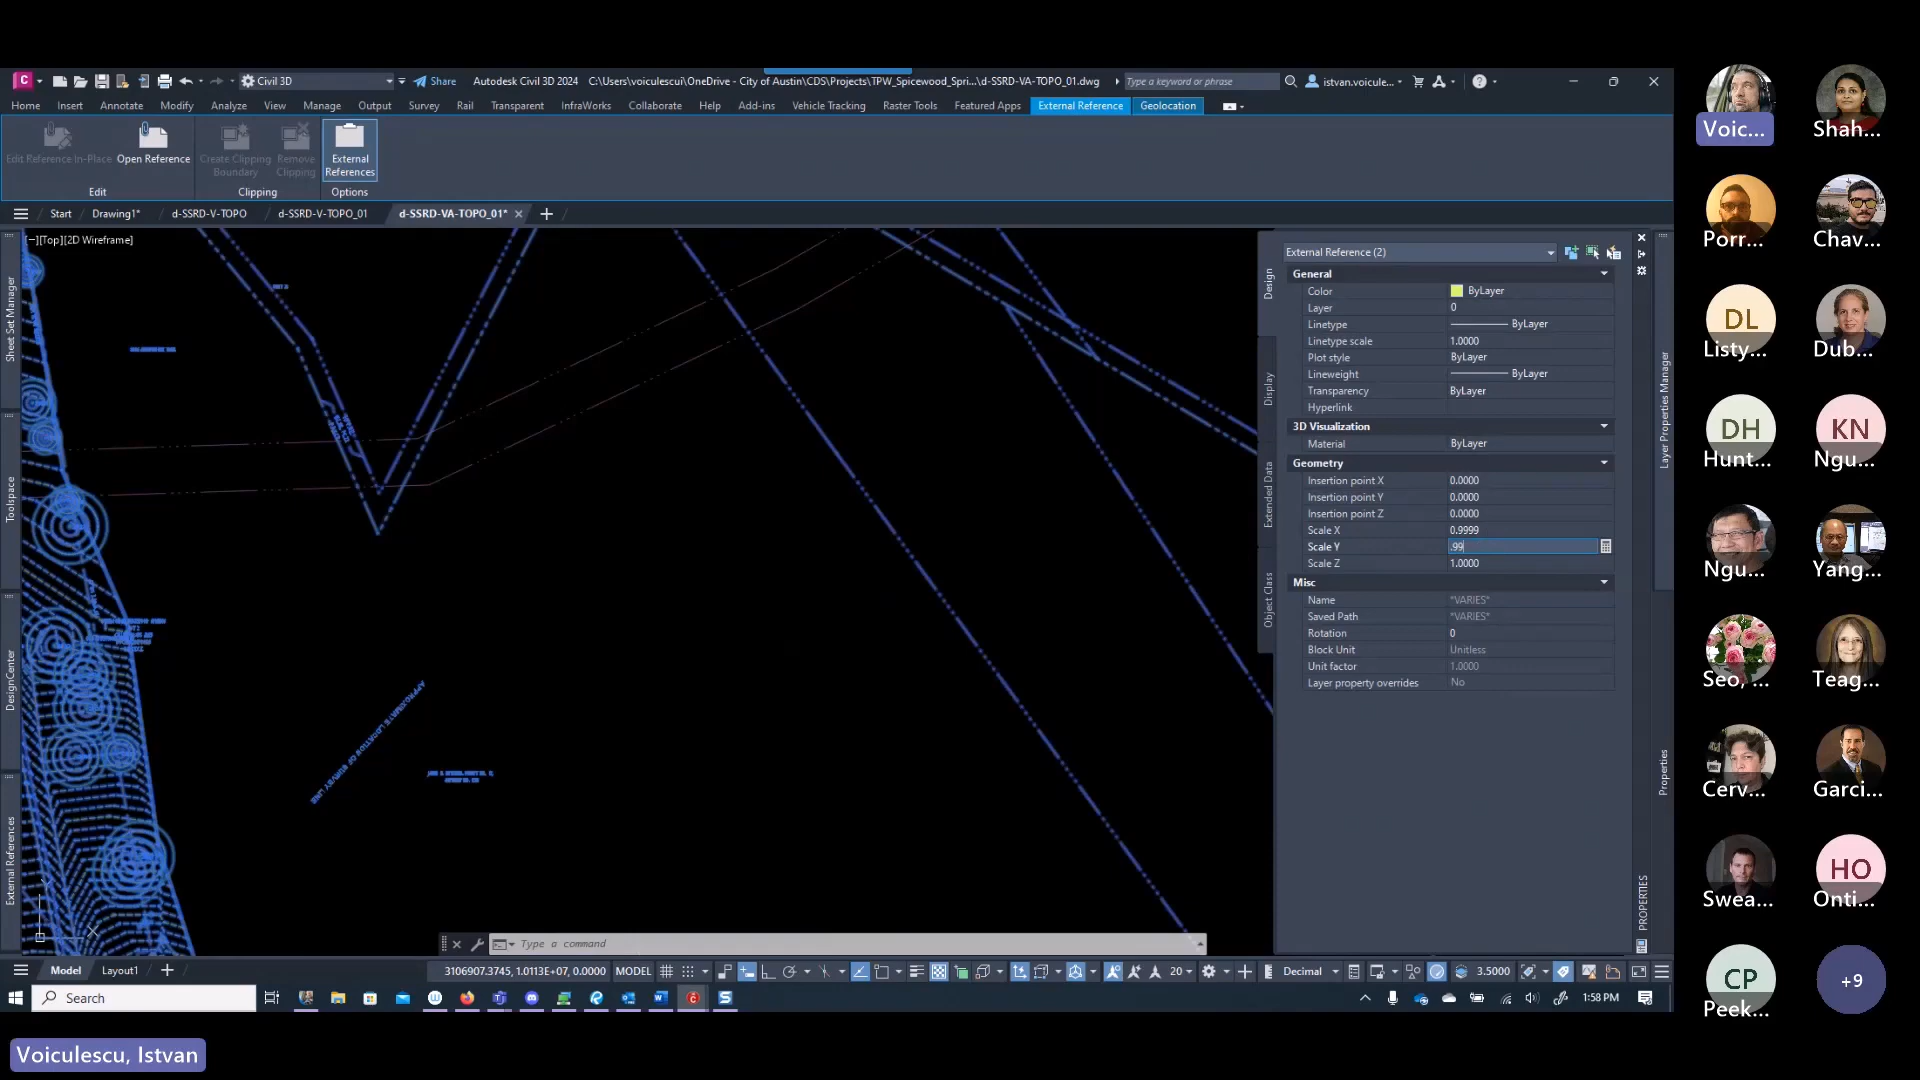 C
Civil 3D
Share
Autodesk Civil 3D 2024
C:\Users\voiculescui\OneDrive - City of Austin\CDS\Projects\TPW_Spicewood_Spri...\d-SSRD-VA-TOPO_01.dwg
Type a keyword or phrase
istvan.voicule...
Home Insert Annotate Modify Analyze View Manage Output Survey Rail Transparent InfraWorks Collaborate Help Add-ins Vehicle Tracking Raster Tools Featured Apps External Reference Geolocation
Edit Reference In-Place
Open Reference
Edit
Create Clipping Boundary
Remove Clipping
Clipping
External References
Options
Start
Drawing1*
d-SSRD-V-TOPO
d-SSRD-V-TOPO_01
d-SSRD-VA-TOPO_01*
[−][Top][2D Wireframe]
Sheet Set Manager
Toolspace
DesignCenter
External References
APPROXIMATE LOCATION OF SURVEY LINE
Design
Display
Extended Data
Object Class
External Reference (2)
General
Color ByLayer
Layer 0
Linetype ByLayer
Linetype scale 1.0000
Plot style ByLayer
Lineweight ByLayer
Transparency ByLayer
Hyperlink
3D Visualization
Material ByLayer
Geometry
Insertion point X 0.0000
Insertion point Y 0.0000
Insertion point Z 0.0000
Scale X 0.9999
Scale Y .99
Scale Z 1.0000
Misc
Name *VARIES*
Saved Path *VARIES*
Rotation 0
Block Unit Unitless
Unit factor 1.0000
Layer property overrides No
Layer Properties Manager
Properties
PROPERTIES
X
Type a command
Model
Layout1
3106907.3745, 1.0113E+07, 0.0000
MODEL
20
Decimal
3.5000
Search
1:58 PM
Voiculescu, Istvan
Voic...
Shah...
Porr...
Chav...
DL
Listy...
Dub...
DH
Hunt...
KN
Ngu...
Ngu...
Yang...
Seo, ...
Teag...
Cerv...
Garci...
Swea...
HO
Onti...
CP
Peek...
+9